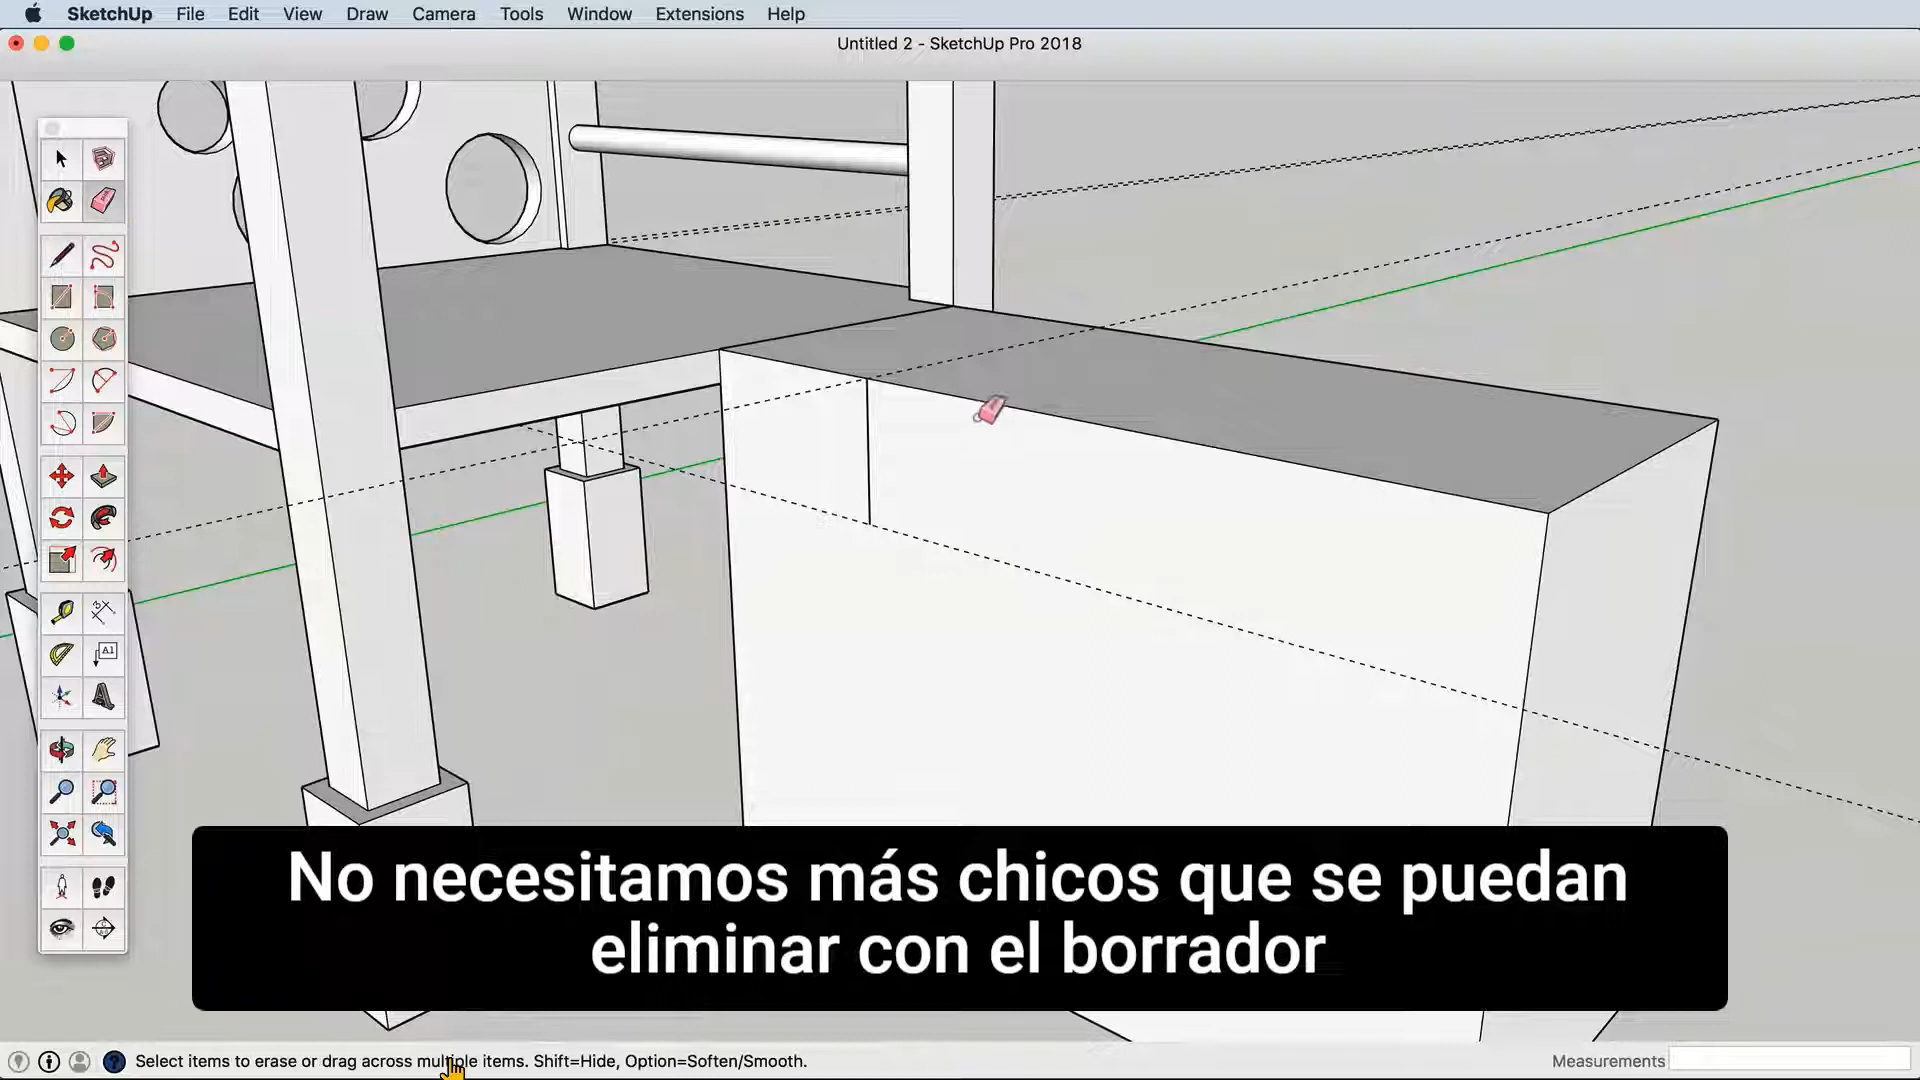 SketchUp File Edit View Draw Camera Tools Window Extensions Help
Untitled 2 - SketchUp Pro 2018
A1
No necesitamos más chicos que se puedan
eliminar con el borrador
Select items to erase or drag across multiple items. Shift=Hide, Option=Soften/Smooth.
Measurements